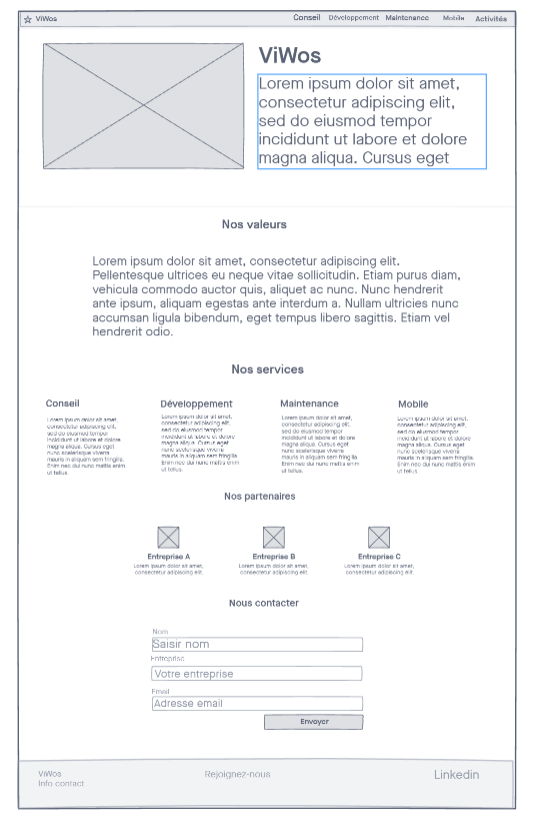 ViWos Conseil Développement Maintenance Mobile Activités
ViWos
Lorem ipsum dolor sit amet,
consectetur adipiscing elit,
sed do eiusmod tempor
incididunt ut labore et dolore
magna aliqua. Cursus eget
Nos valeurs
Lorem ipsum dolor sit amet, consectetur adipiscing elit.
Pellentesque ultrices eu neque vitae sollicitudin. Etiam purus diam,
vehicula commodo auctor quis, aliquet ac nunc. Nunc hendrerit
ante ipsum, aliquam egestas ante interdum a. Nullam ultricies nunc
accumsan ligula bibendum, eget tempus libero sagittis. Etiam vel
hendrerit odio.
Nos services
Conseil
Lorem ipsum dolor sit amet,
consectetur adipiscing elit,
sed do eiusmod tempor
incididunt ut labore et dolore
magna aliqua. Cursus eget
nunc scelerisque viverra
mauris in aliquam sem fringilla.
Enim nec dui nunc mattis enim
ut tellus.
Développement
Lorem ipsum dolor sit amet,
consectetur adipiscing elit,
sed do eiusmod tempor
incididunt ut labore et dolore
magna aliqua. Cursus eget
nunc scelerisque viverra
mauris in aliquam sem fringilla.
Enim nec dui nunc mattis enim
ut tellus.
Maintenance
Lorem ipsum dolor sit amet,
consectetur adipiscing elit,
sed do eiusmod tempor
incididunt ut labore et dolore
magna aliqua. Cursus eget
nunc scelerisque viverra
mauris in aliquam sem fringilla.
Enim nec dui nunc mattis enim
ut tellus.
Mobile
Lorem ipsum dolor sit amet,
consectetur adipiscing elit,
sed do eiusmod tempor
incididunt ut labore et dolore
magna aliqua. Cursus eget
nunc scelerisque viverra
mauris in aliquam sem fringilla.
Enim nec dui nunc mattis enim
ut tellus.
Nos partenaires
Entreprise A
Lorem ipsum dolor sit amet,
consectetur adipiscing elit.
Entreprise B
Lorem ipsum dolor sit amet,
consectetur adipiscing elit.
Entreprise C
Lorem ipsum dolor sit amet,
consectetur adipiscing elit.
Nous contacter
Nom
Saisir nom
Entreprise
Votre entreprise
Email
Adresse email
Envoyer
ViWos
Info contact
Rejoignez-nous
Linkedin